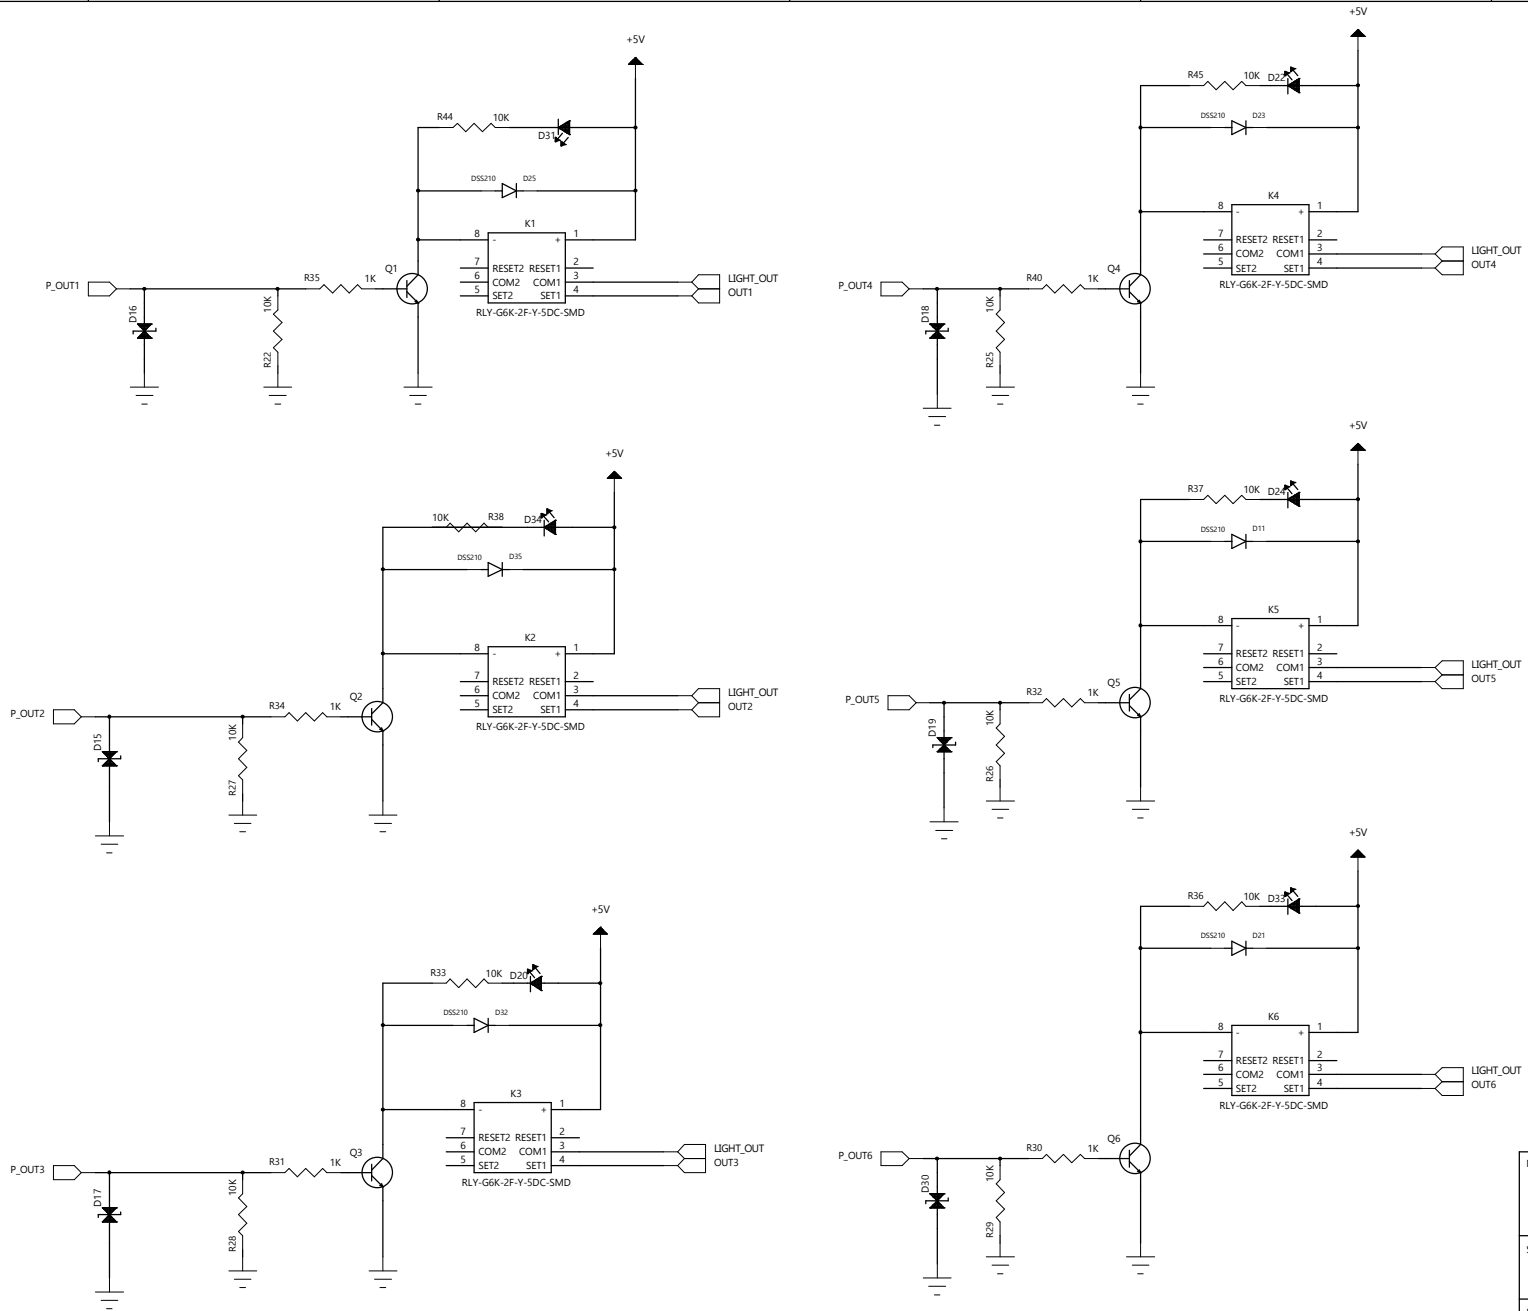 +5V
R44 10K
D31
DSS210 D25
K1
8 - + 1
7 RESET2 RESET1 2
6 COM2 COM1 3
5 SET2 SET1 4
RLY-G6K-2F-Y-5DC-SMD
LIGHT_OUT
OUT1
P_OUT1
R35 1K
Q1
D16
10K
R22
+5V
R45 10K D22
DSS210 D23
K4
8 - + 1
7 RESET2 RESET1 2
6 COM2 COM1 3
5 SET2 SET1 4
RLY-G6K-2F-Y-5DC-SMD
LIGHT_OUT
OUT4
P_OUT4
R40 1K
Q4
D18
10K
R25
+5V
10K R38 D34
DSS210 D35
K2
8 - + 1
7 RESET2 RESET1 2
6 COM2 COM1 3
5 SET2 SET1 4
RLY-G6K-2F-Y-5DC-SMD
LIGHT_OUT
OUT2
P_OUT2
R34 1K
Q2
D15
10K
R27
+5V
R37 10K D24
DSS210 D11
K5
8 - + 1
7 RESET2 RESET1 2
6 COM2 COM1 3
5 SET2 SET1 4
RLY-G6K-2F-Y-5DC-SMD
LIGHT_OUT
OUT5
P_OUT5
R32 1K
Q5
D19
10K
R26
+5V
R33 10K D20
DSS210 D32
K3
8 - + 1
7 RESET2 RESET1 2
6 COM2 COM1 3
5 SET2 SET1 4
RLY-G6K-2F-Y-5DC-SMD
LIGHT_OUT
OUT3
P_OUT3
R31 1K
Q3
D17
10K
R28
+5V
R36 10K D33
DSS210 D21
K6
8 - + 1
7 RESET2 RESET1 2
6 COM2 COM1 3
5 SET2 SET1 4
RLY-G6K-2F-Y-5DC-SMD
LIGHT_OUT
OUT6
P_OUT6
R30 1K
Q6
D30
10K
R29